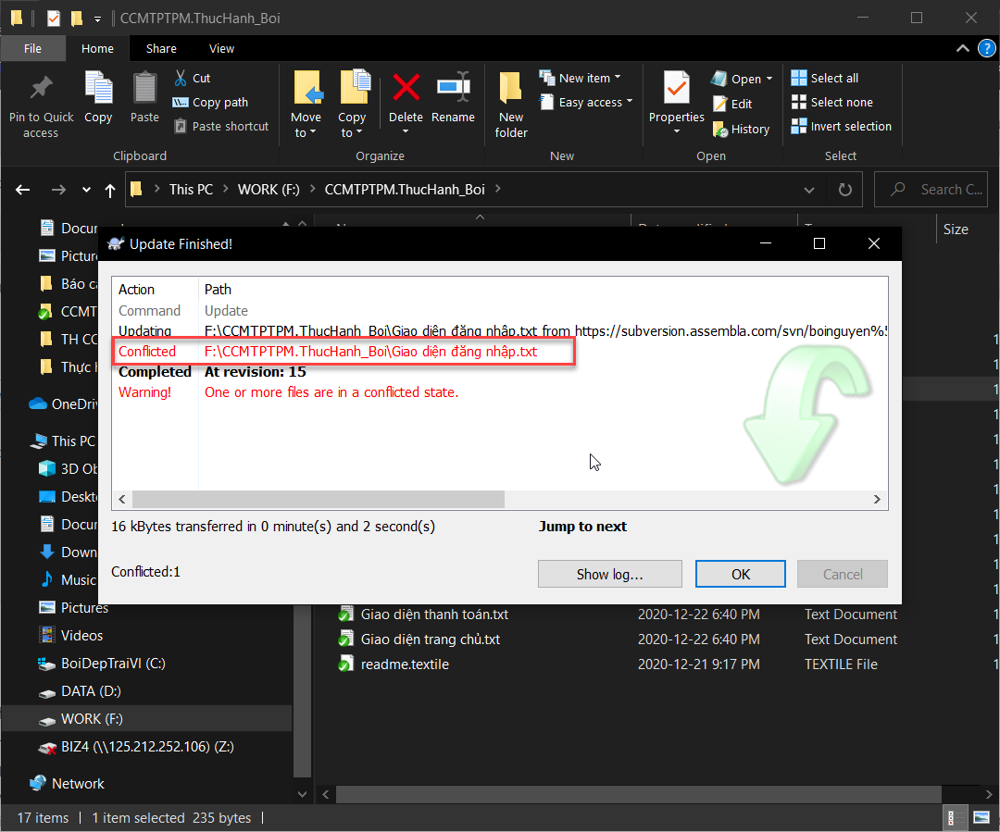 CCMTPTPM.ThucHanh_Boi
File Home Share View
Pin to Quick access
Copy
Paste
Cut
Copy path
Paste shortcut
Clipboard
Move to
Copy to
Delete
Rename
Organize
New folder
New item
Easy access
New
Properties
Open
Edit
History
Open
Select all
Select none
Invert selection
Select
This PC > WORK (F:) > CCMTPTPM.ThucHanh_Boi >
Search C...
Size
Update Finished!
Action Path
Command Update
Updating F:\CCMTPTPM.ThucHanh_Boi\Giao diện đăng nhập.txt from https://subversion.assembla.com/svn/boinguyen%
Conflicted F:\CCMTPTPM.ThucHanh_Boi\Giao diện đăng nhập.txt
Completed At revision: 15
Warning! One or more files are in a conflicted state.
16 kBytes transferred in 0 minute(s) and 2 second(s)
Jump to next
Conflicted:1
Show log...
OK
Cancel
Docu
Pictur
Báo c
CCMT
TH CC
Thực
OneDri
This PC
3D Ob
Deskt
Docu
Down
Music
Pictures
Videos
BoiDepTraiVl (C:)
DATA (D:)
WORK (F:)
BIZ4 (\\125.212.252.106) (Z:)
Network
Giao diện thanh toán.txt 2020-12-22 6:40 PM Text Document
Giao diện trang chủ.txt 2020-12-22 6:40 PM Text Document
readme.textile 2020-12-21 9:17 PM TEXTILE File
17 items 1 item selected 235 bytes